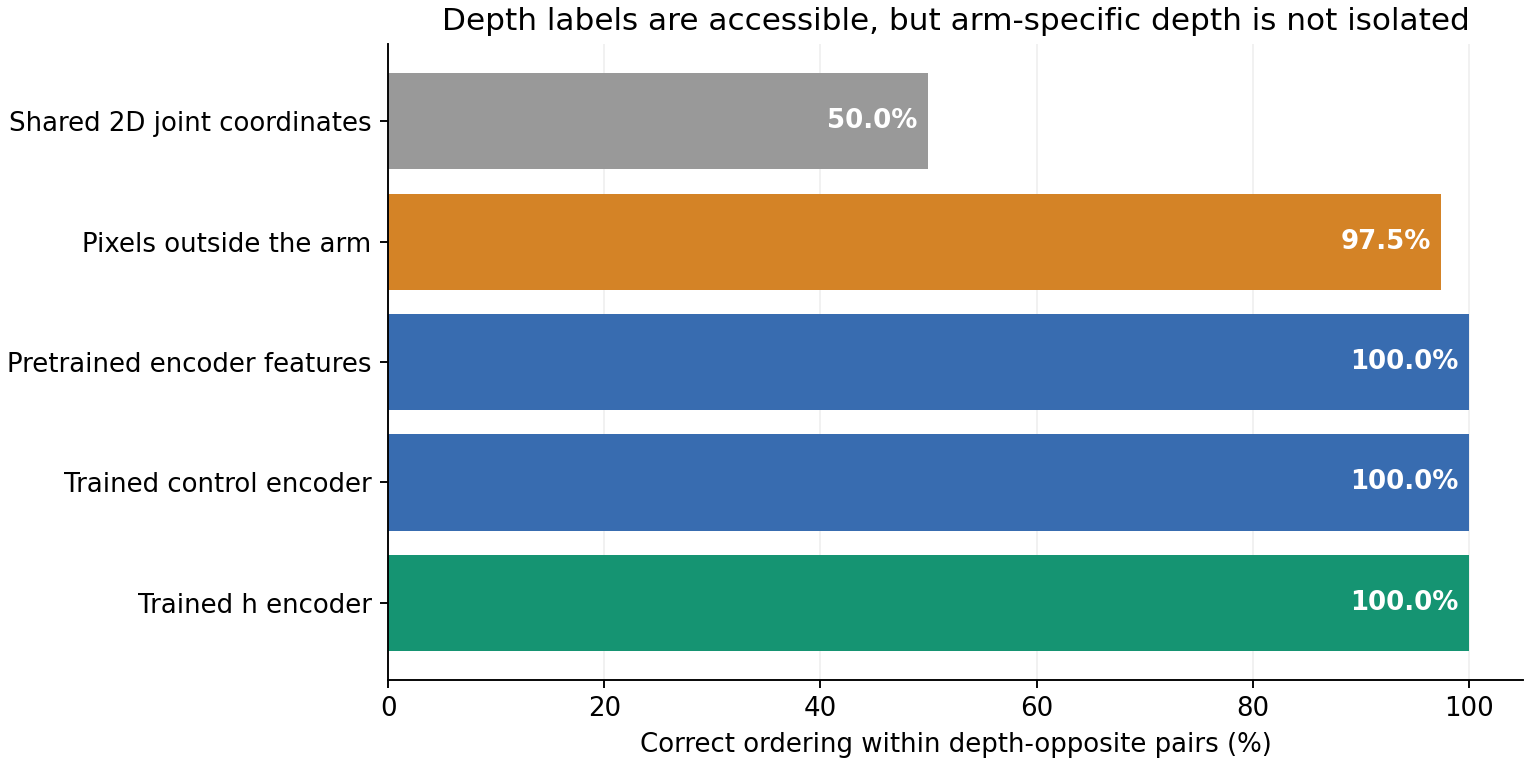 Depth labels are accessible, but arm-specific depth is not isolated
Shared 2D joint coordinates
50.0%
Pixels outside the arm
97.5%
Pretrained encoder features
100.0%
Trained control encoder
100.0%
Trained h encoder
100.0%
0 20 40 60 80 100
Correct ordering within depth-opposite pairs (%)